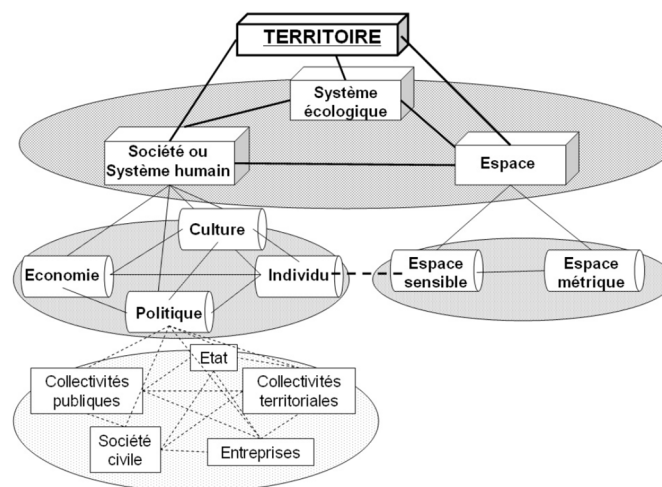 TERRITOIRE
Système
écologique
Société ou
Système humain
Espace
Culture
Economie
Individu
Politique
Espace
sensible
Espace
métrique
Etat
Collectivités
publiques
Collectivités
territoriales
Société
civile
Entreprises